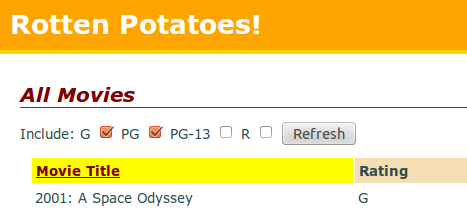 Rotten Potatoes!
All Movies
Include: G PG PG-13 R Refresh
Movie Title Rating
2001: A Space Odyssey G